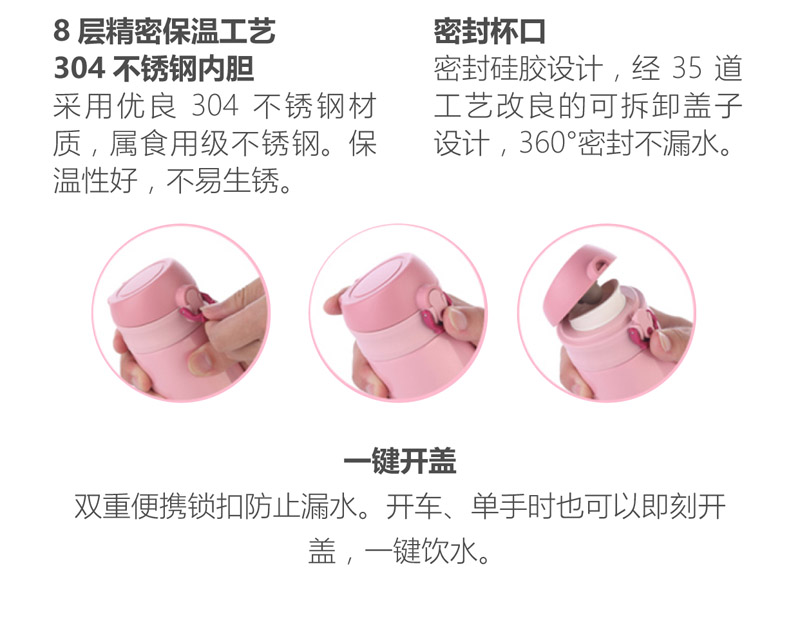 8 层精密保温工艺
304 不锈钢内胆
采用优良 304 不锈钢材
质，属食用级不锈钢。保
温性好，不易生锈。
密封杯口
密封硅胶设计，经 35 道
工艺改良的可拆卸盖子
设计，360°密封不漏水。
一键开盖
双重便携锁扣防止漏水。开车、单手时也可以即刻开
盖，一键饮水。